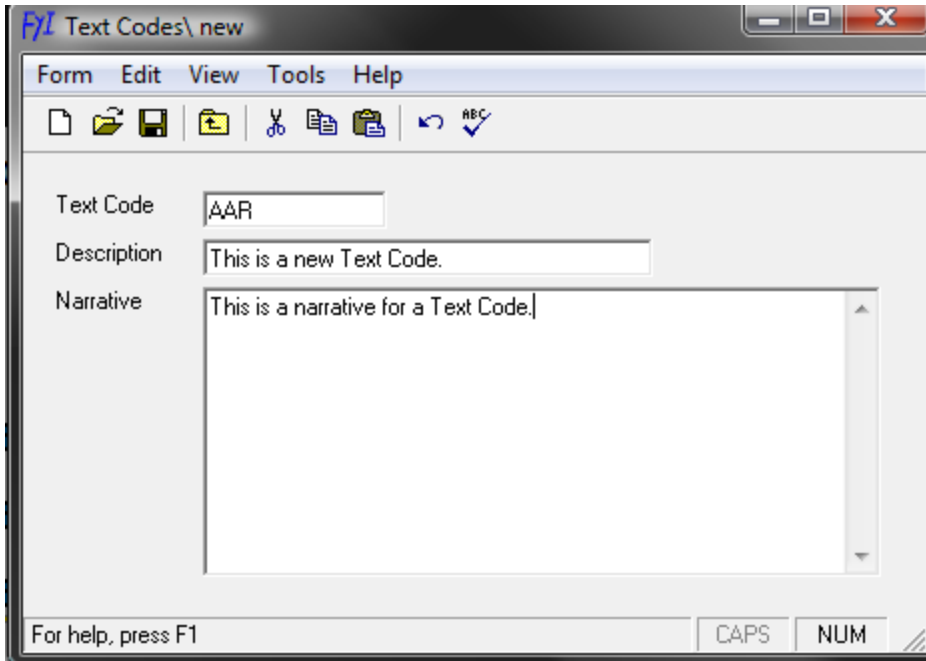 FYI Text Codes\ new
Form Edit View Tools Help
ABC
Text Code AAR
Description This is a new Text Code.
Narrative This is a narrative for a Text Code.
For help, press F1 CAPS NUM